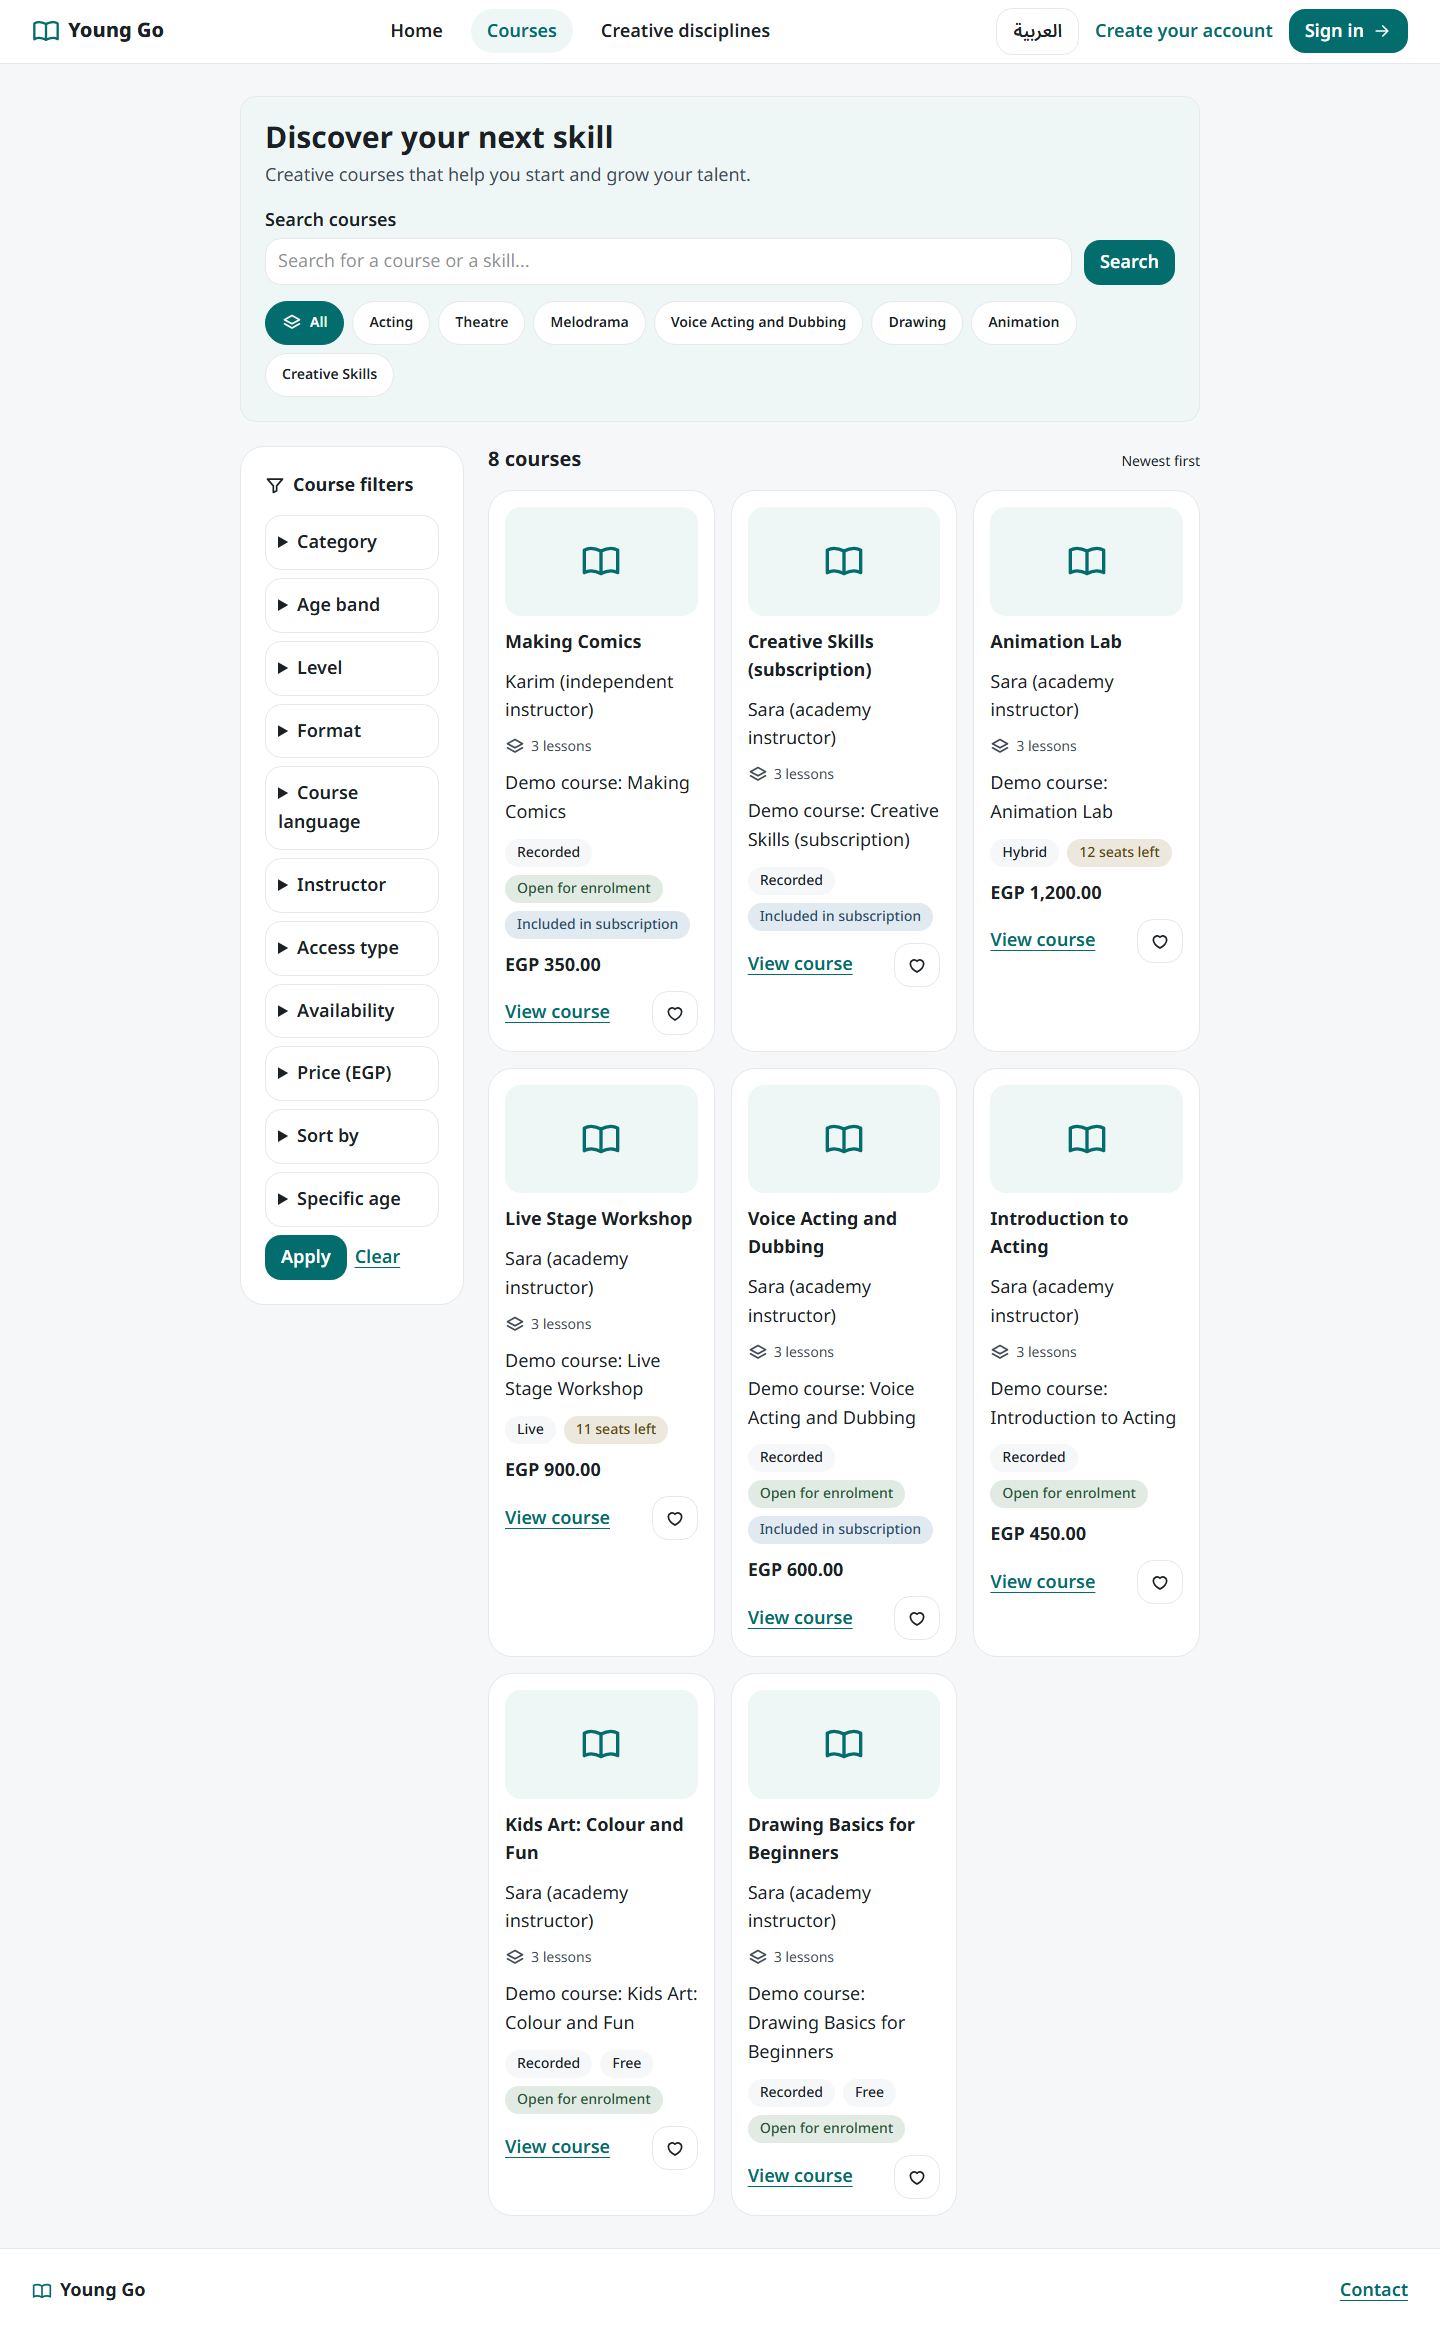 Young Go
Home
Courses
Creative disciplines
العربية
Create your account
Sign in
Discover your next skill
Creative courses that help you start and grow your talent.
Search courses
Search for a course or a skill...
Search
All
Acting
Theatre
Melodrama
Voice Acting and Dubbing
Drawing
Animation
Creative Skills
Course filters
Category
Age band
Level
Format
Course
language
Instructor
Access type
Availability
Price (EGP)
Sort by
Specific age
Apply
Clear
8 courses
Newest first
Making Comics
Karim (independent
instructor)
3 lessons
Demo course: Making
Comics
Recorded
Open for enrolment
Included in subscription
EGP 350.00
View course
Creative Skills
(subscription)
Sara (academy
instructor)
3 lessons
Demo course: Creative
Skills (subscription)
Recorded
Included in subscription
View course
Animation Lab
Sara (academy
instructor)
3 lessons
Demo course:
Animation Lab
Hybrid
12 seats left
EGP 1,200.00
View course
Live Stage Workshop
Sara (academy
instructor)
3 lessons
Demo course: Live
Stage Workshop
Live
11 seats left
EGP 900.00
View course
Voice Acting and
Dubbing
Sara (academy
instructor)
3 lessons
Demo course: Voice
Acting and Dubbing
Recorded
Open for enrolment
Included in subscription
EGP 600.00
View course
Introduction to
Acting
Sara (academy
instructor)
3 lessons
Demo course:
Introduction to Acting
Recorded
Open for enrolment
EGP 450.00
View course
Kids Art: Colour and
Fun
Sara (academy
instructor)
3 lessons
Demo course: Kids Art:
Colour and Fun
Recorded
Free
Open for enrolment
View course
Drawing Basics for
Beginners
Sara (academy
instructor)
3 lessons
Demo course:
Drawing Basics for
Beginners
Recorded
Free
Open for enrolment
View course
Young Go
Contact